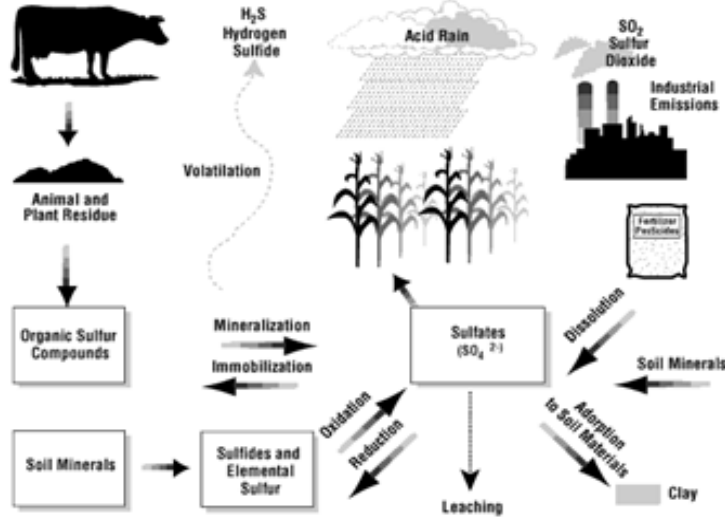 H₂S
Hydrogen
Sulfide
Acid Rain
SO₂
Sulfur
Dioxide
Industrial
Emissions
Volatilation
Animal and
Plant Residue
Fertilizer
Pesticides
Dissolution
Mineralization
Organic Sulfur
Compounds
Immobilization
Sulfates
(SO₄ ²⁻)
Soil Minerals
Oxidation
Reduction
Adorption
to Soil Materials
Soil Minerals
Sulfides and
Elemental
Sulfur
Leaching
Clay